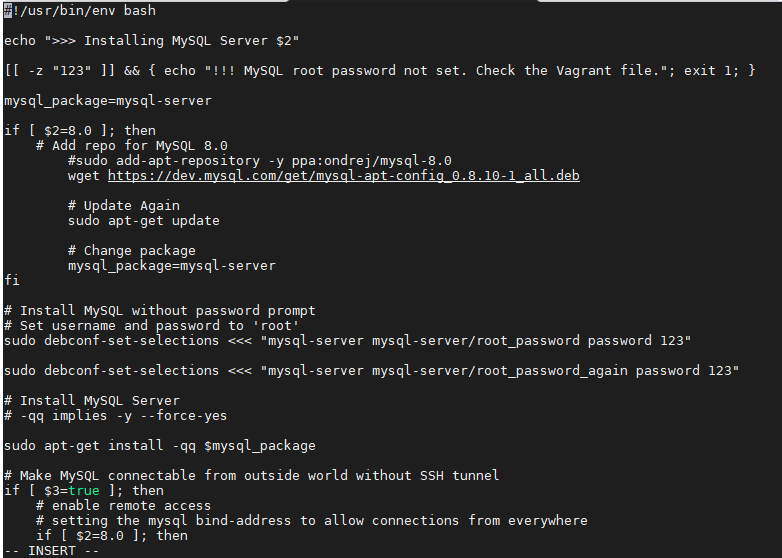 #!/usr/bin/env bash
echo ">>> Installing MySQL Server $2"
[[ -z "123" ]] && { echo "!!! MySQL root password not set. Check the Vagrant file."; exit 1; }
mysql_package=mysql-server
if [ $2=8.0 ]; then
    # Add repo for MySQL 8.0
        #sudo add-apt-repository -y ppa:ondrej/mysql-8.0
        wget https://dev.mysql.com/get/mysql-apt-config_0.8.10-1_all.deb
        # Update Again
        sudo apt-get update
        # Change package
        mysql_package=mysql-server
fi
# Install MySQL without password prompt
# Set username and password to 'root'
sudo debconf-set-selections <<< "mysql-server mysql-server/root_password password 123"
sudo debconf-set-selections <<< "mysql-server mysql-server/root_password_again password 123"
# Install MySQL Server
# -qq implies -y --force-yes
sudo apt-get install -qq $mysql_package
# Make MySQL connectable from outside world without SSH tunnel
if [ $3=true ]; then
    # enable remote access
    # setting the mysql bind-address to allow connections from everywhere
    if [ $2=8.0 ]; then
-- INSERT --